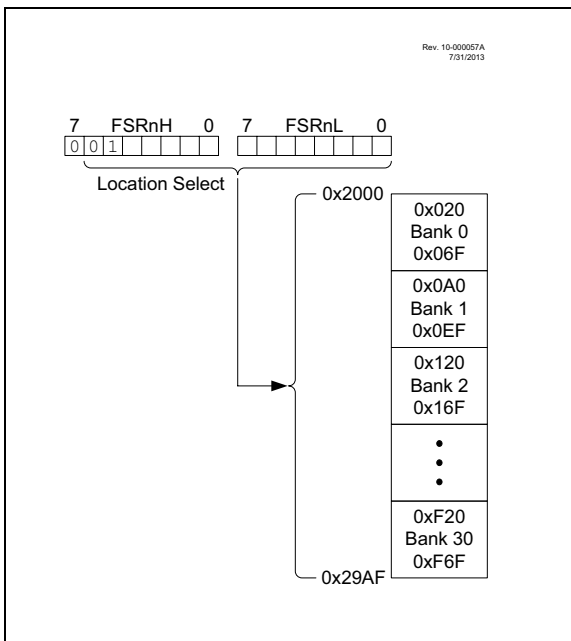 Rev. 10-000057A
7/31/2013
7 FSRnH 0 7 FSRnL 0
0 0 1
Location Select
0x2000
0x020
Bank 0
0x06F
0x0A0
Bank 1
0x0EF
0x120
Bank 2
0x16F
0xF20
Bank 30
0xF6F
0x29AF